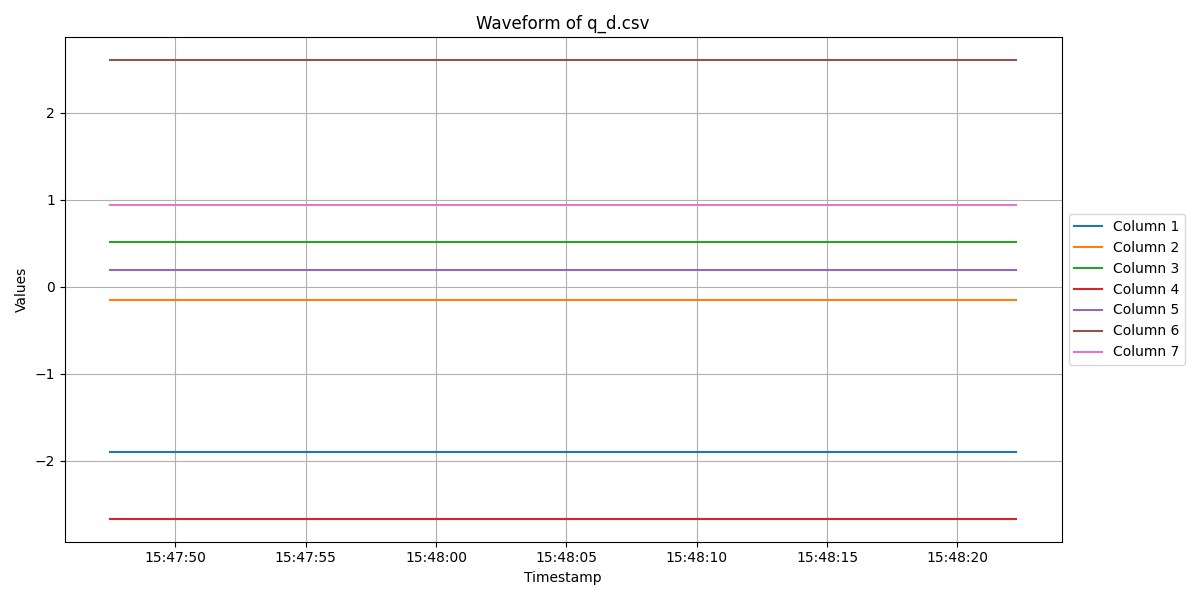 Waveform of q_d.csv
2
1
0
−1
−2
Values
15:47:50 15:47:55 15:48:00 15:48:05 15:48:10 15:48:15 15:48:20
Timestamp
Column 1
Column 2
Column 3
Column 4
Column 5
Column 6
Column 7